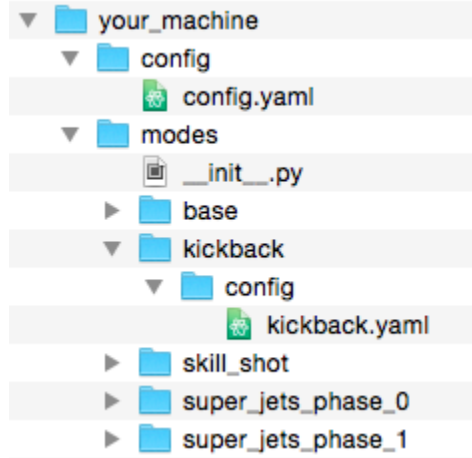 your_machine
config
config.yaml
modes
__init__.py
base
kickback
config
kickback.yaml
skill_shot
super_jets_phase_0
super_jets_phase_1